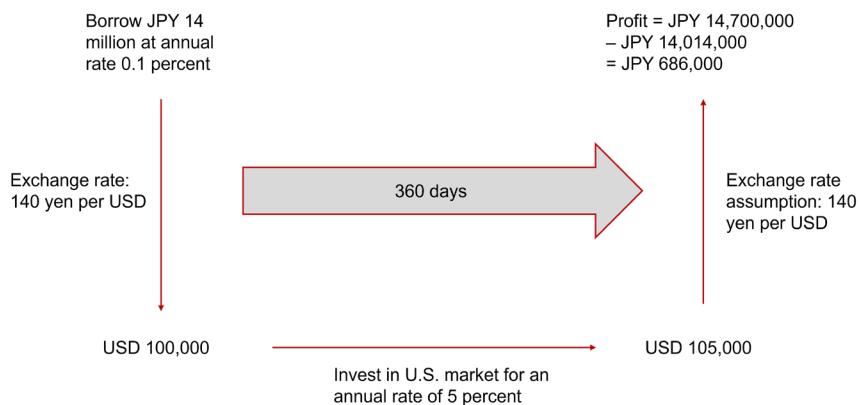 Borrow JPY 14
million at annual
rate 0.1 percent
Profit = JPY 14,700,000
– JPY 14,014,000
= JPY 686,000
Exchange rate:
140 yen per USD
360 days
Exchange rate
assumption: 140
yen per USD
USD 100,000
USD 105,000
Invest in U.S. market for an
annual rate of 5 percent